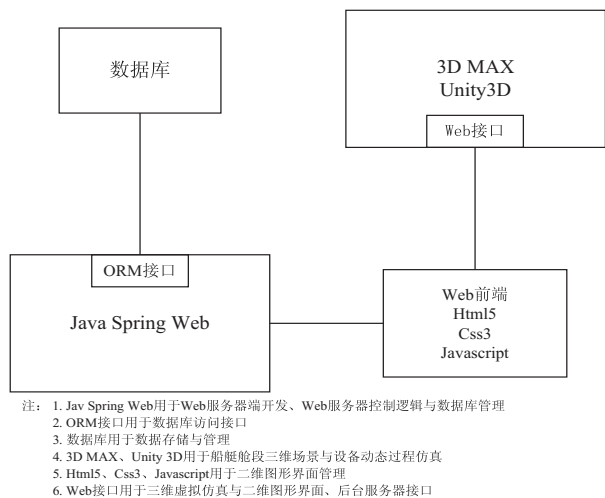 数据库
3D MAX
Unity3D
Web接口
ORM接口
Java Spring Web
Web前端
Html5
Css3
Javascript
注： 1. Jav Spring Web用于Web服务器端开发、Web服务器控制逻辑与数据库管理
2. ORM接口用于数据库访问接口
3. 数据库用于数据存储与管理
4. 3D MAX、Unity 3D用于船艇舱段三维场景与设备动态过程仿真
5. Html5、Css3、Javascript用于二维图形界面管理
6. Web接口用于三维虚拟仿真与二维图形界面、后台服务器接口